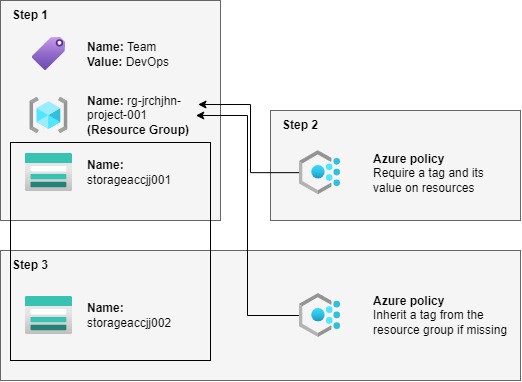 Step 1
Name: Team
Value: DevOps
Name: rg-jrchjhn-
project-001
(Resource Group)
Name:
storageaccjj001
Step 2
Azure policy
Require a tag and its
value on resources
Step 3
Name:
storageaccjj002
Azure policy
Inherit a tag from the
resource group if missing